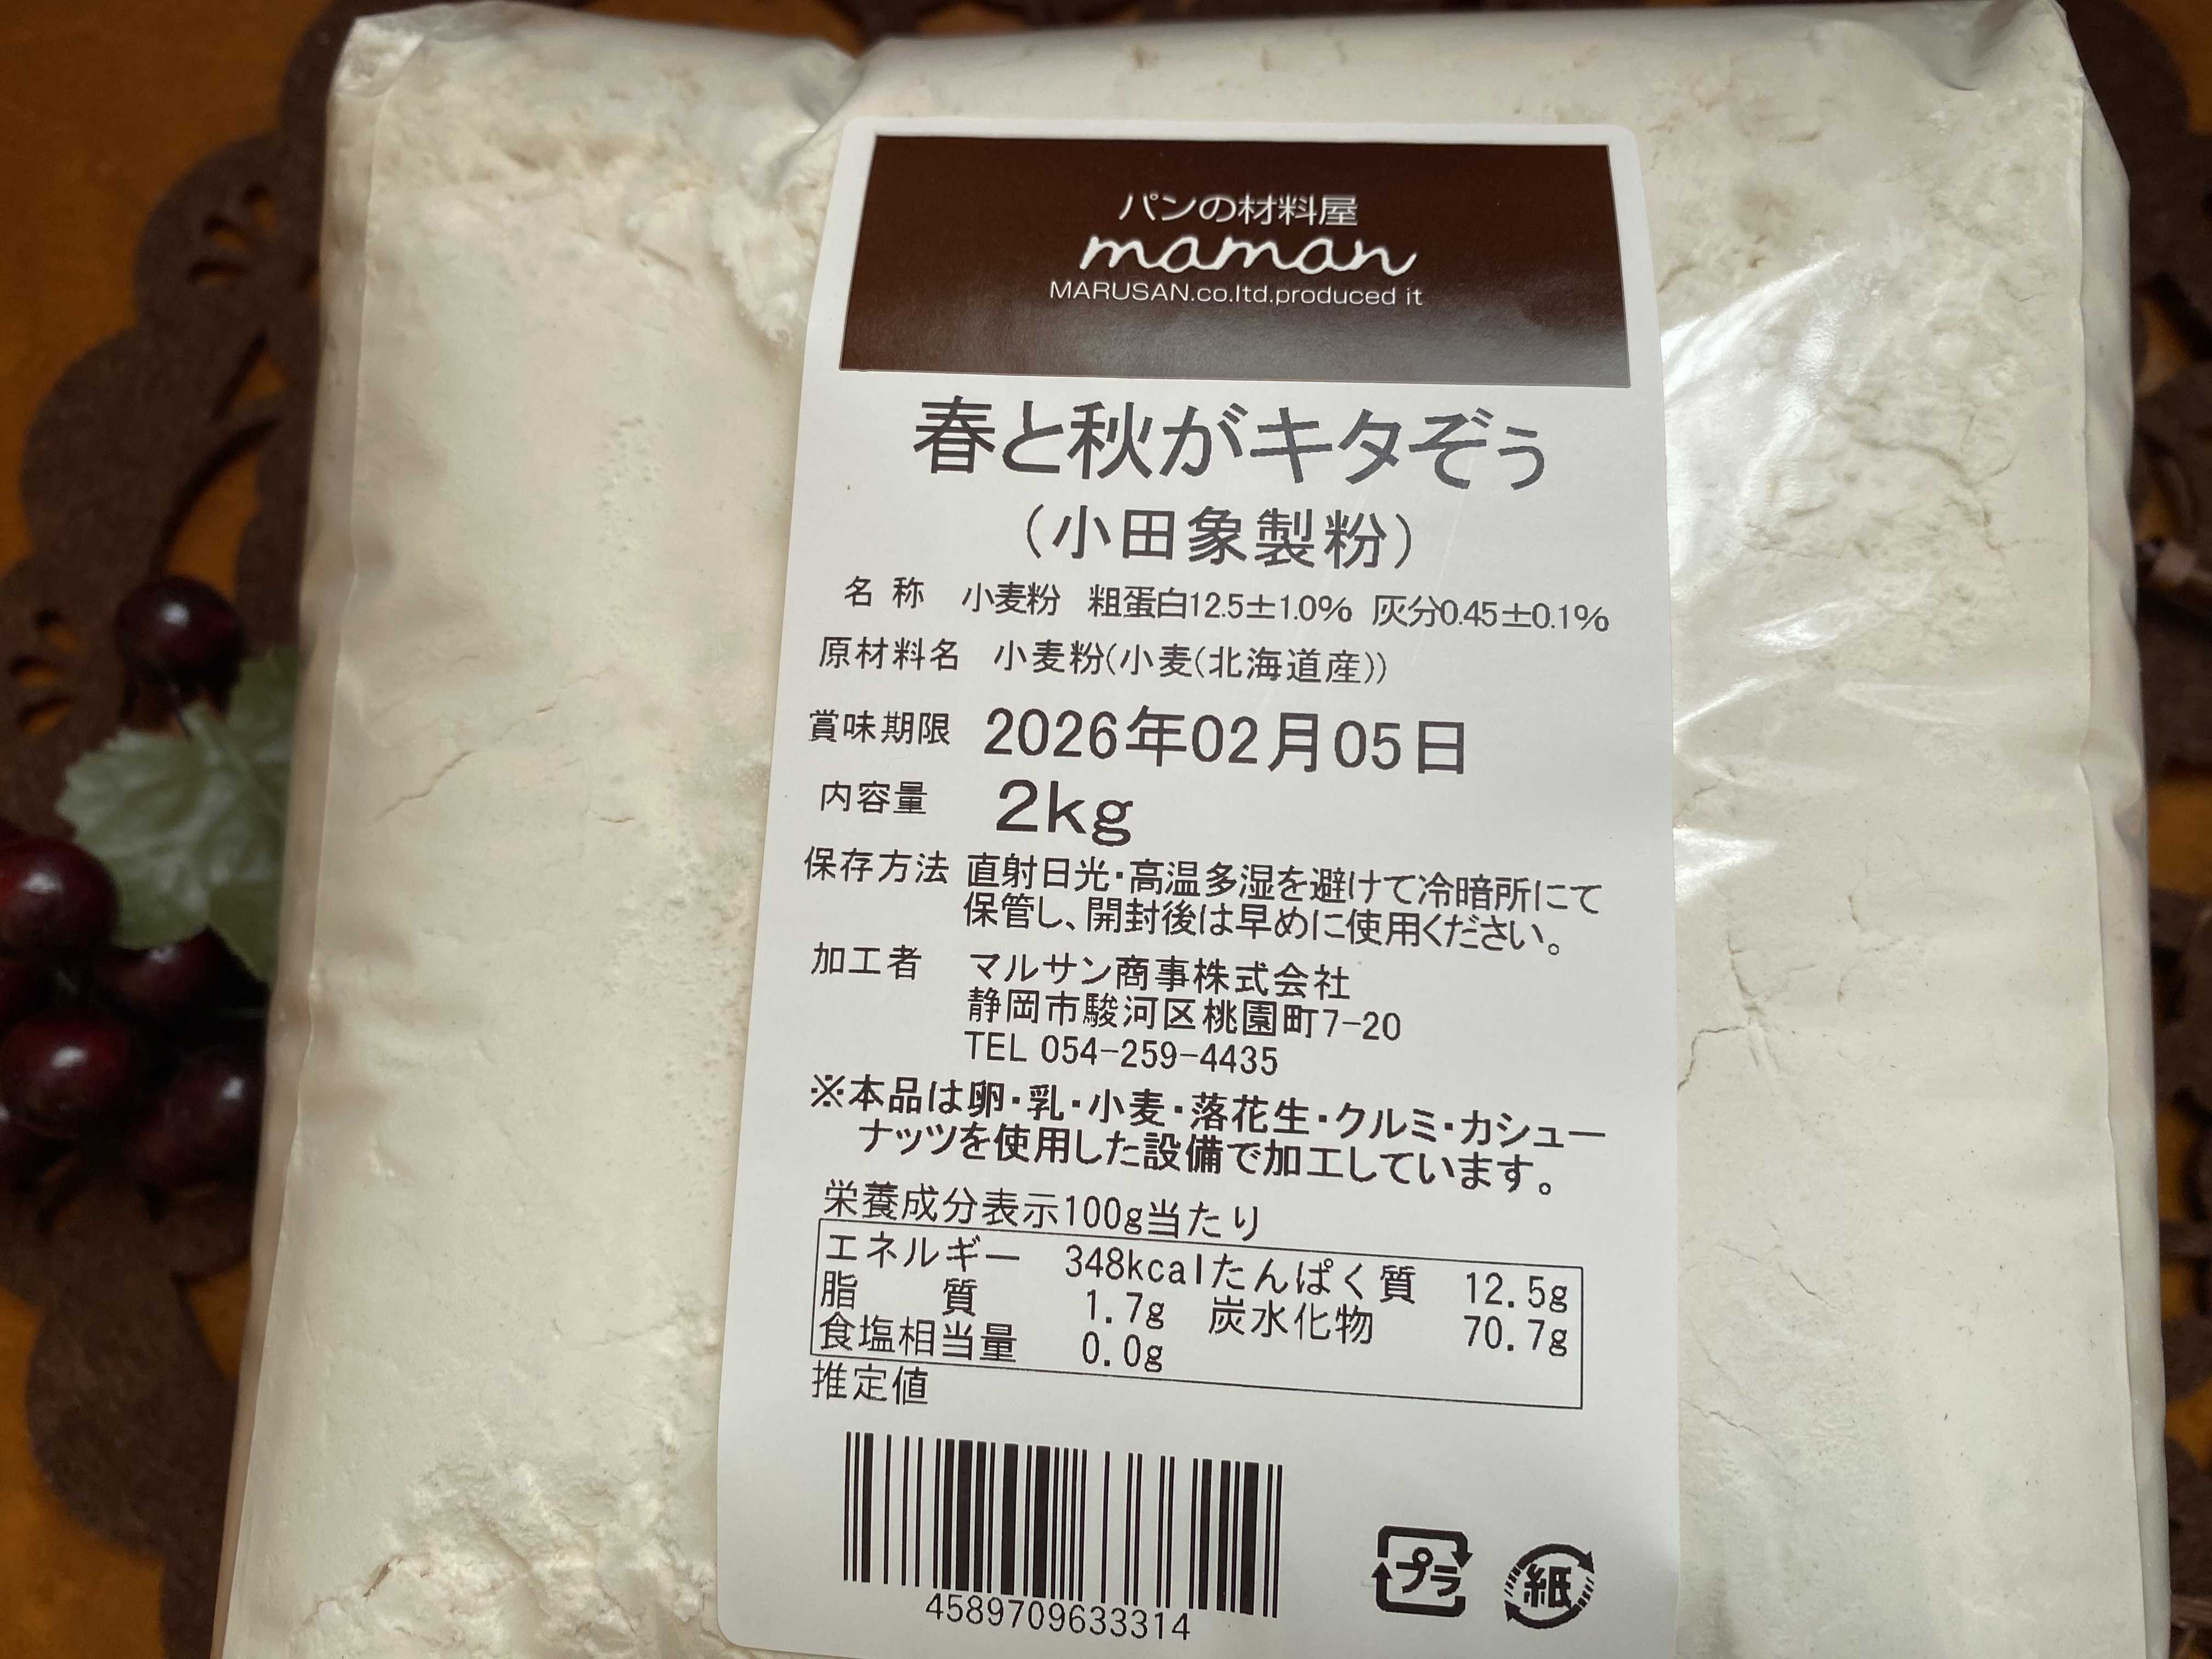 パンの材料屋
maman
MARUSAN.co.ltd.produced it
春と秋がキタぞぅ
（小田象製粉）
名 称 小麦粉 粗蛋白12.5±1.0% 灰分0.45±0.1%
原材料名 小麦粉(小麦(北海道産))
賞味期限 2026年02月05日
内容量 2kg
保存方法 直射日光・高温多湿を避けて冷暗所にて
保管し、開封後は早めに使用ください。
加工者 マルサン商事株式会社
静岡市駿河区桃園町7-20
TEL 054-259-4435
※本品は卵・乳・小麦・落花生・クルミ・カシュー
ナッツを使用した設備で加工しています。
栄養成分表示100g当たり
エネルギー 348kcalたんぱく質 12.5g
脂 質 1.7g 炭水化物 70.7g
食塩相当量 0.0g
推定値
4589709633314
プラ
紙